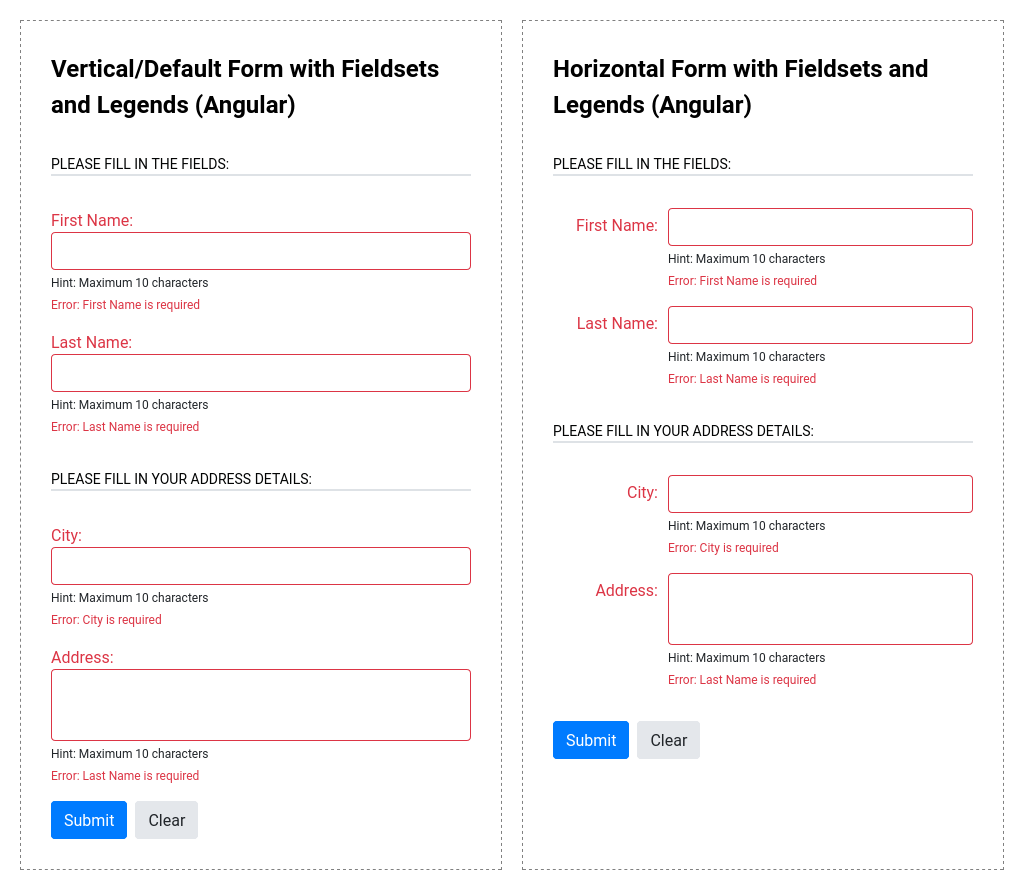 Vertical/Default Form with Fieldsets
and Legends (Angular)
PLEASE FILL IN THE FIELDS:
First Name:
Hint: Maximum 10 characters
Error: First Name is required
Last Name:
Hint: Maximum 10 characters
Error: Last Name is required
PLEASE FILL IN YOUR ADDRESS DETAILS:
City:
Hint: Maximum 10 characters
Error: City is required
Address:
Hint: Maximum 10 characters
Error: Last Name is required
Submit Clear
Horizontal Form with Fieldsets and
Legends (Angular)
PLEASE FILL IN THE FIELDS:
First Name:
Hint: Maximum 10 characters
Error: First Name is required
Last Name:
Hint: Maximum 10 characters
Error: Last Name is required
PLEASE FILL IN YOUR ADDRESS DETAILS:
City:
Hint: Maximum 10 characters
Error: City is required
Address:
Hint: Maximum 10 characters
Error: Last Name is required
Submit Clear